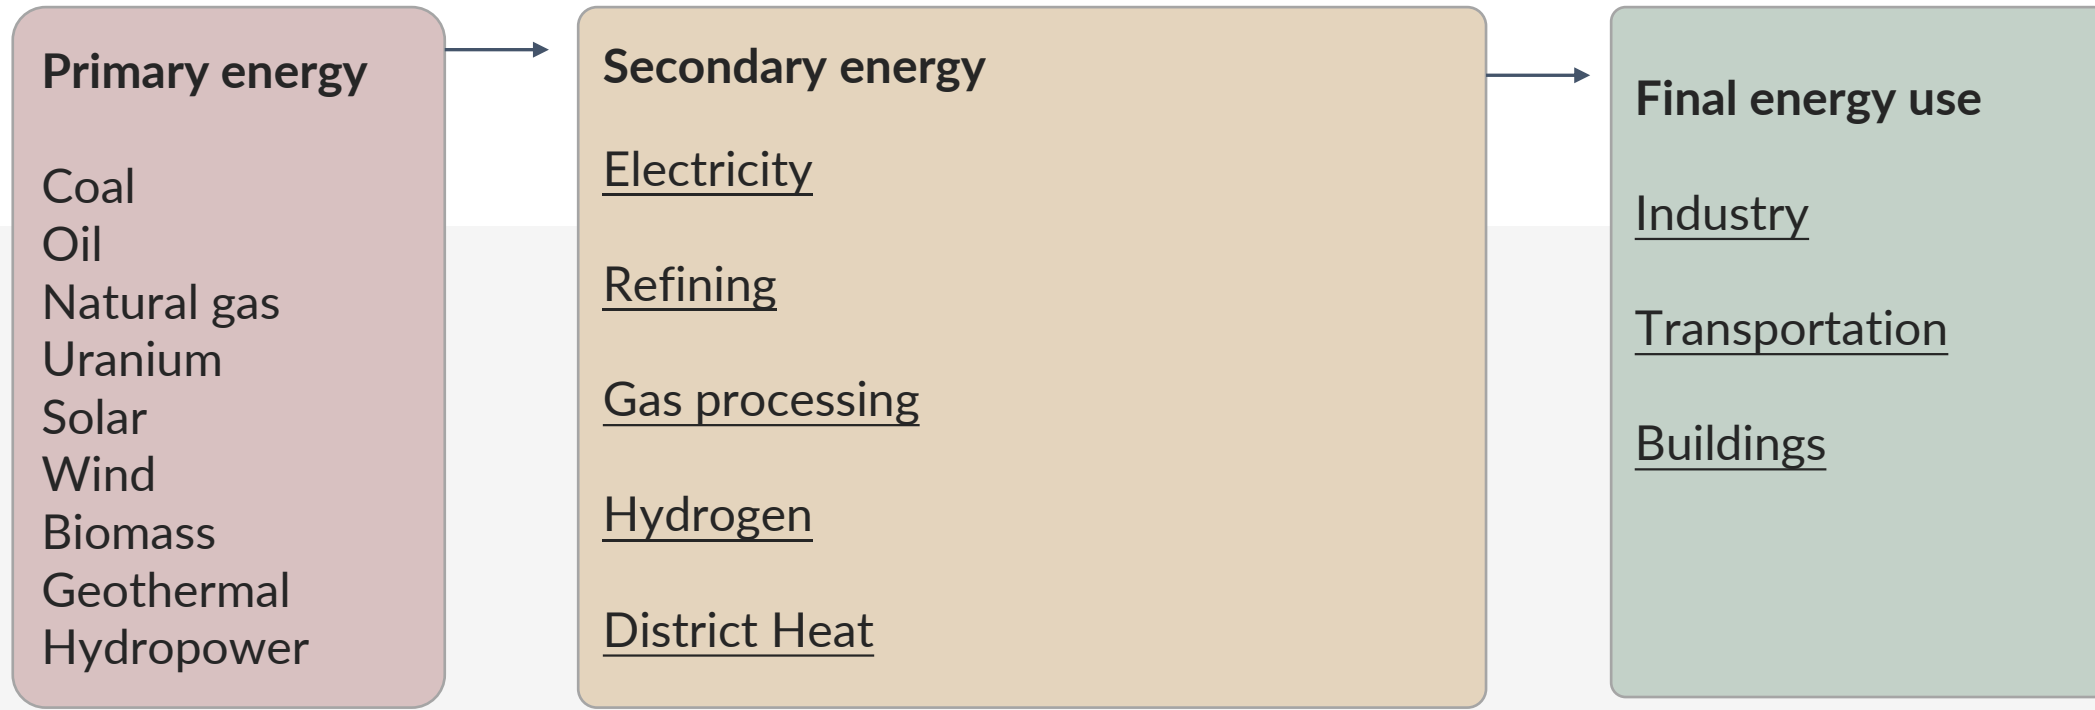 Primary energy
Coal
Oil
Natural gas
Uranium
Solar
Wind
Biomass
Geothermal
Hydropower
Secondary energy
Electricity
Refining
Gas processing
Hydrogen
District Heat
Final energy use
Industry
Transportation
Buildings